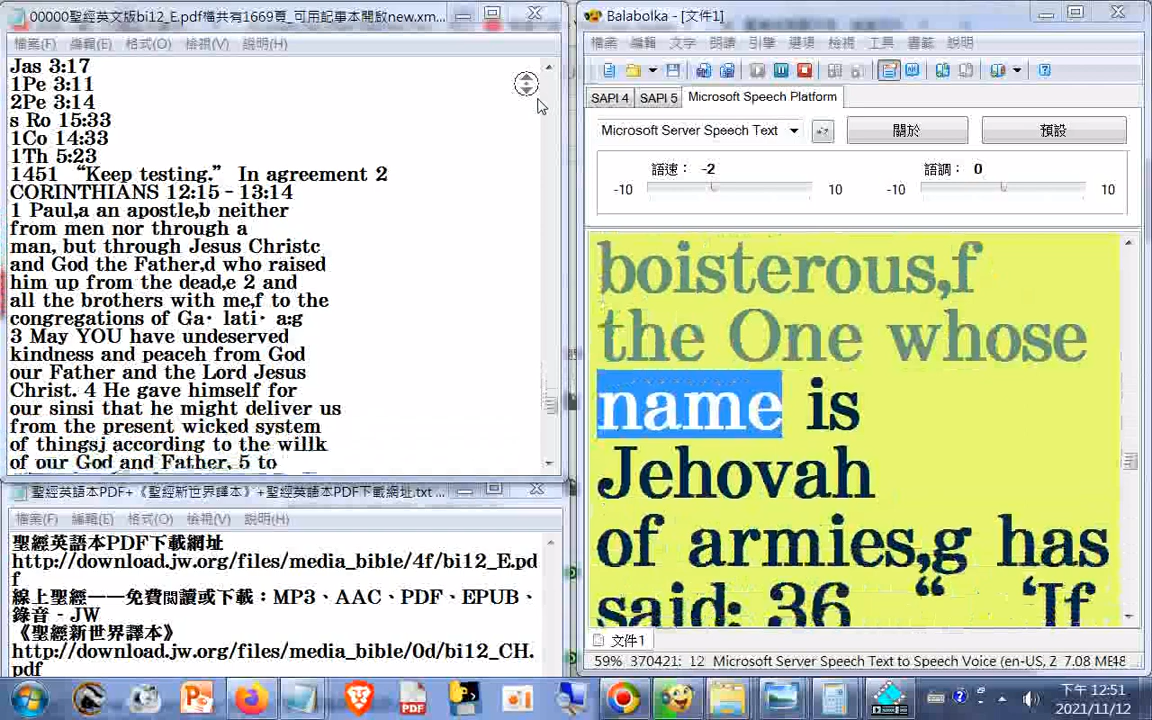 00000聖經英文版bi12_E.pdf檔共有1669頁_可用記事本開啟new.xm...
檔案(F) 編輯(E) 格式(O) 檢視(V) 說明(H)
Jas 3:17
1Pe 3:11
2Pe 3:14
s Ro 15:33
1Co 14:33
1Th 5:23
1451 “Keep testing.” In agreement 2
CORINTHIANS 12:15–13:14
1 Paul,a an apostle,b neither
from men nor through a
man, but through Jesus Christc
and God the Father,d who raised
him up from the dead,e 2 and
all the brothers with me,f to the
congregations of Ga· lati· a:g
3 May YOU have undeserved
kindness and peaceh from God
our Father and the Lord Jesus
Christ. 4 He gave himself for
our sinsi that he might deliver us
from the present wicked system
of thingsj according to the willk
of our God and Father, 5 to
聖經英語本PDF+《聖經新世界譯本》+聖經英語本PDF下載網址.txt ...
檔案(F) 編輯(E) 格式(O) 檢視(V) 說明(H)
聖經英語本PDF下載網址
http://download.jw.org/files/media_bible/4f/bi12_E.pd
f
線上聖經——免費閱讀或下載：MP3、AAC、PDF、EPUB、
錄音 - JW
《聖經新世界譯本》
http://download.jw.org/files/media_bible/0d/bi12_CH.
pdf
Balabolka - [文件1]
檔案 編輯 文字 朗讀 引擎 選項 檢視 工具 書籤 說明
SAPI 4 SAPI 5 Microsoft Speech Platform
Microsoft Server Speech Text 關於 預設
語速： -2 語調： 0
-10 10 -10 10
boisterous,f
the One whose
name is
Jehovah
of armies,g has
said: 36 “ ‘If
文件1
59% 370421: 12 Microsoft Server Speech Text to Speech Voice (en-US, Z 7.08 ME48
下午 12:51
2021/11/12